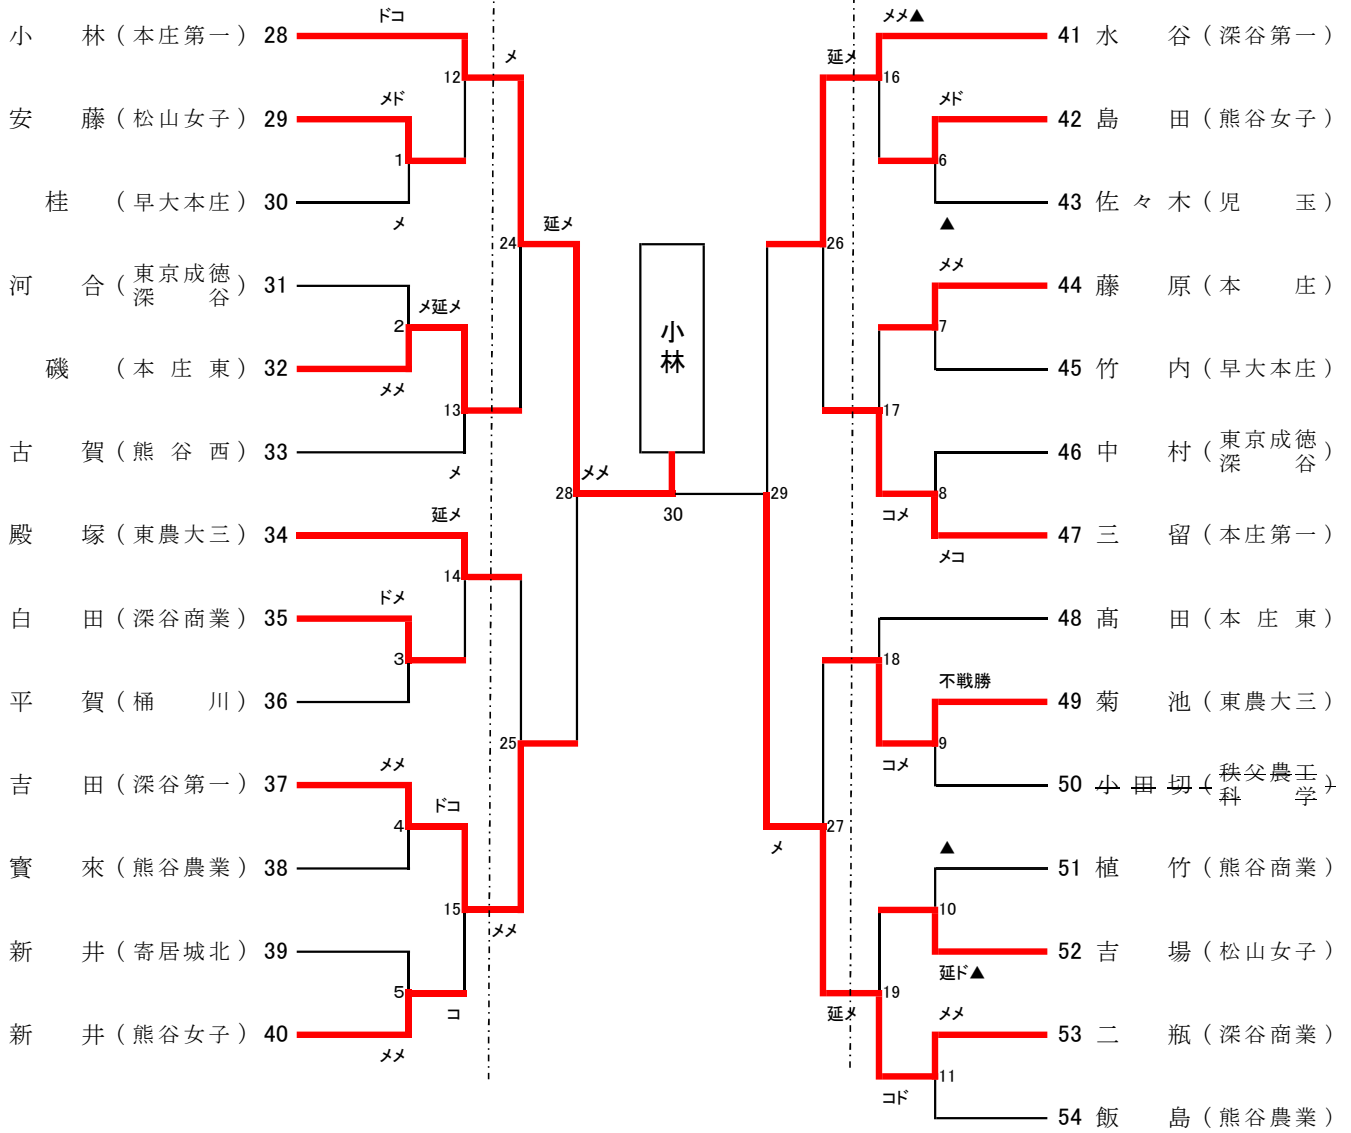 ドコ
メメ▲
小 林 (本庄第一) 28
41 水 谷 (深谷第一)
メ
延メ
12
16
メド
メド
安 藤 (松山女子) 29
42 島 田 (熊谷女子)
1
6
桂 (早大本庄) 30
43 佐々木 (児 玉)
メ
▲
延メ
24
26
メメ
河 合 (東京成徳深谷) 31
44 藤 原 (本 庄)
メ延メ
2
7
小林
磯 (本庄東) 32
45 竹 内 (早大本庄)
メメ
13
17
古 賀 (熊谷西) 33
46 中 村 (東京成徳深谷)
メ
メメ
28
29
8
30
延メ
コメ
殿 塚 (東農大三) 34
47 三 留 (本庄第一)
メコ
14
ドメ
白 田 (深谷商業) 35
48 髙 田 (本庄東)
3
18
不戦勝
平 賀 (桶 川) 36
49 菊 池 (東農大三)
25
9
メメ
コメ
吉 田 (深谷第一) 37
50 小田切 (秩父農工科学)
ドコ
4
27
メ
▲
寳 來 (熊谷農業) 38
51 植 竹 (熊谷商業)
15
10
メメ
新 井 (寄居城北) 39
52 吉 場 (松山女子)
延ド▲
5
19
コ
延メ
メメ
新 井 (熊谷女子) 40
53 二 瓶 (深谷商業)
メメ
11
コド
54 飯 島 (熊谷農業)